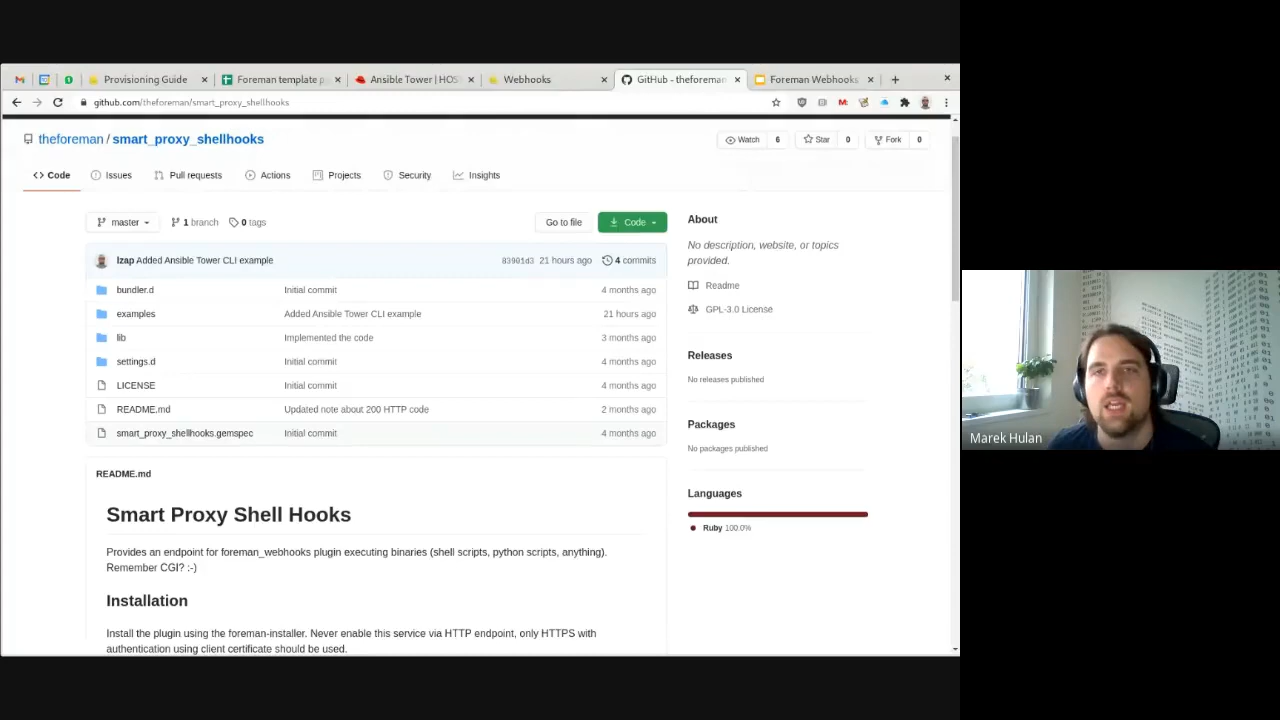 Provisioning Guide
Foreman template p
Ansible Tower | HOS
Webhooks
GitHub - theforeman
Foreman Webhooks
github.com/theforeman/smart_proxy_shellhooks
theforeman / smart_proxy_shellhooks
Watch 6
Star 0
Fork 0
Code
Issues
Pull requests
Actions
Projects
Security
Insights
master
1 branch
0 tags
Go to file
Code
lzap Added Ansible Tower CLI example 83901d3 21 hours ago 4 commits
bundler.d Initial commit 4 months ago
examples Added Ansible Tower CLI example 21 hours ago
lib Implemented the code 3 months ago
settings.d Initial commit 4 months ago
LICENSE Initial commit 4 months ago
README.md Updated note about 200 HTTP code 2 months ago
smart_proxy_shellhooks.gemspec Initial commit 4 months ago
README.md
Smart Proxy Shell Hooks
Provides an endpoint for foreman_webhooks plugin executing binaries (shell scripts, python scripts, anything).
Remember CGI? :-)
Installation
Install the plugin using the foreman-installer. Never enable this service via HTTP endpoint, only HTTPS with
authentication using client certificate should be used.
About
No description, website, or topics
provided.
Readme
GPL-3.0 License
Releases
No releases published
Packages
No packages published
Languages
Ruby 100.0%
Marek Hulan